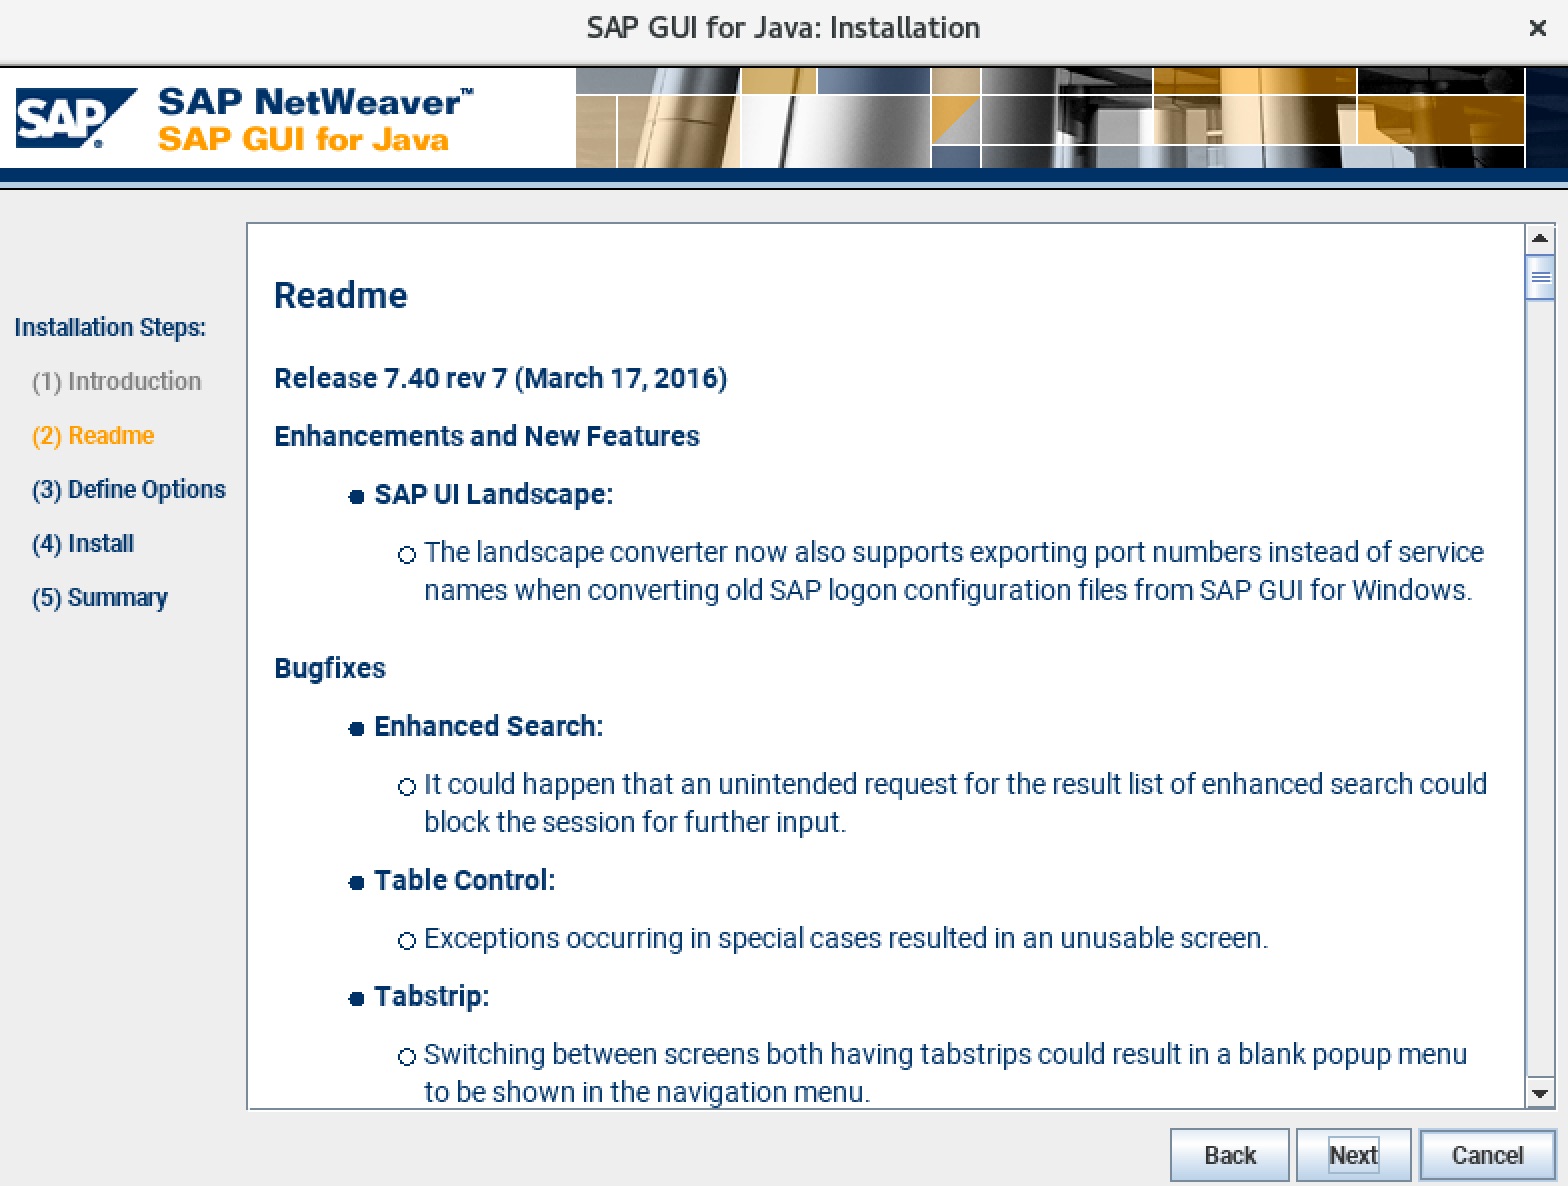 SAP GUI for Java: Installation
SAP
®
SAP NetWeaver™
SAP GUI for Java
Installation Steps:
(1) Introduction
(2) Readme
(3) Define Options
(4) Install
(5) Summary
Readme
Release 7.40 rev 7 (March 17, 2016)
Enhancements and New Features
SAP UI Landscape:
The landscape converter now also supports exporting port numbers instead of service
names when converting old SAP logon configuration files from SAP GUI for Windows.
Bugfixes
Enhanced Search:
It could happen that an unintended request for the result list of enhanced search could
block the session for further input.
Table Control:
Exceptions occurring in special cases resulted in an unusable screen.
Tabstrip:
Switching between screens both having tabstrips could result in a blank popup menu
to be shown in the navigation menu.
Back
Next
Cancel